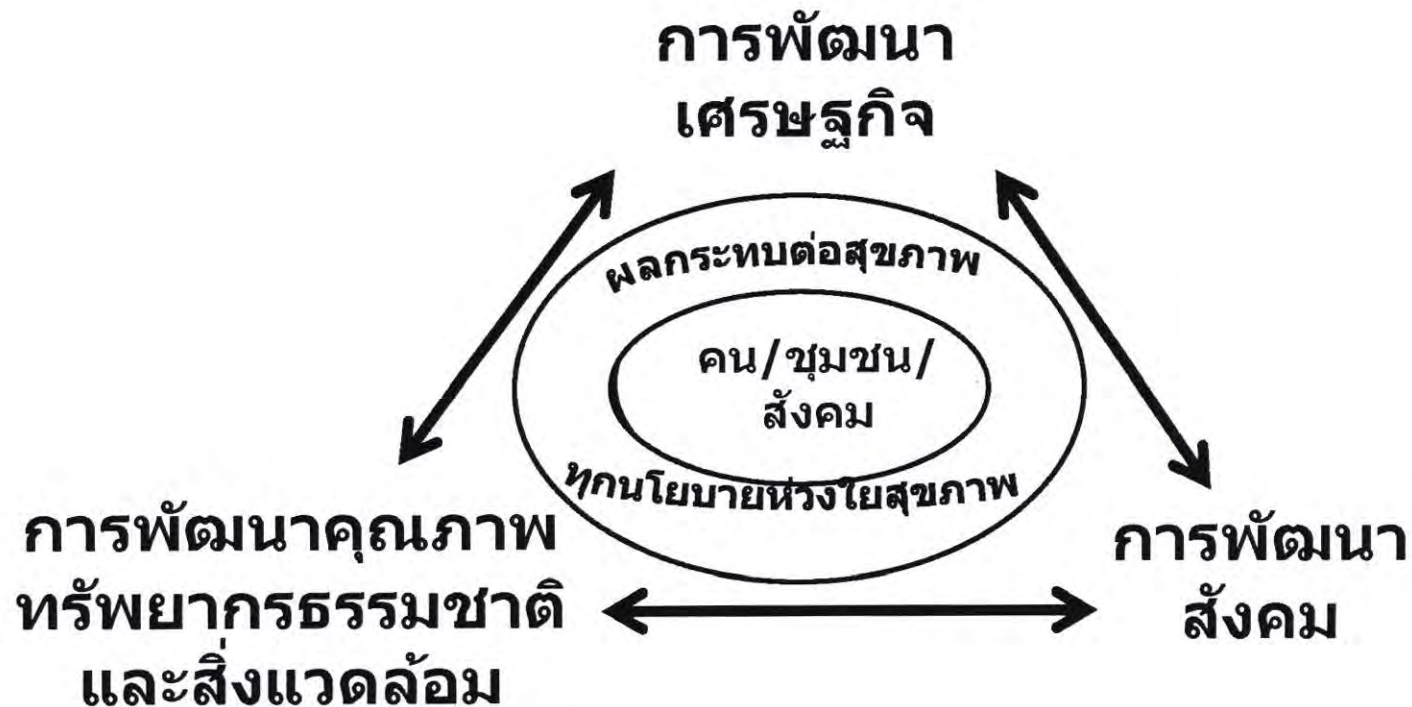 การพัฒนา
เศรษฐกิจ
ผลกระทบต่อสุขภาพ
คน/ชุมชน/
สังคม
ทุกนโยบายห่วงใยสุขภาพ
การพัฒนาคุณภาพ
ทรัพยากรธรรมชาติ
และสิ่งแวดล้อม
การพัฒนา
สังคม